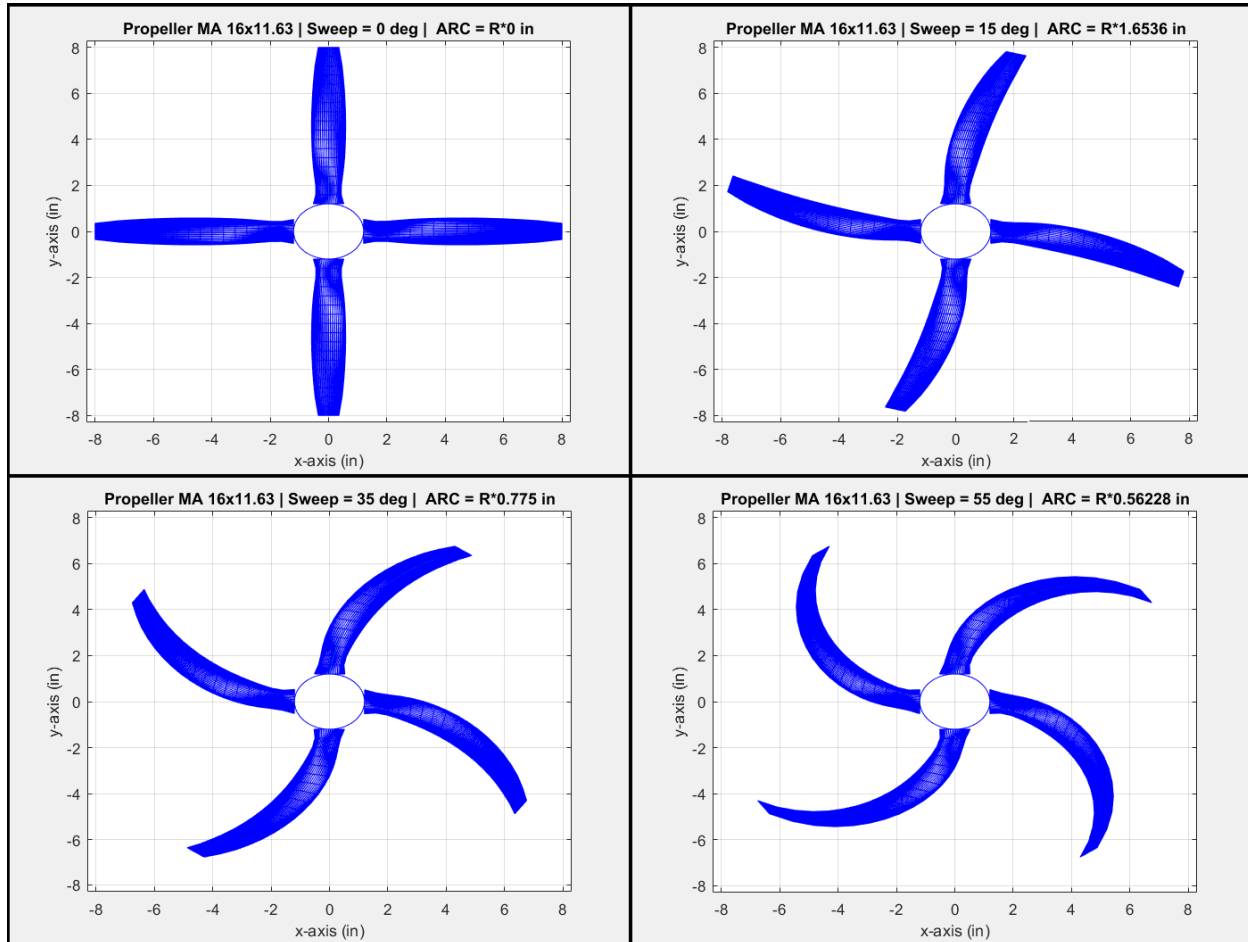 Propeller MA 16x11.63 | Sweep = 0 deg |  ARC = R*0 in
8
6
4
2
0
-2
-4
-6
-8
y-axis (in)
-8 -6 -4 -2 0 2 4 6 8
x-axis (in)
Propeller MA 16x11.63 | Sweep = 15 deg |  ARC = R*1.6536 in
8
6
4
2
0
-2
-4
-6
-8
y-axis (in)
-8 -6 -4 -2 0 2 4 6 8
x-axis (in)
Propeller MA 16x11.63 | Sweep = 35 deg |  ARC = R*0.775 in
8
6
4
2
0
-2
-4
-6
-8
y-axis (in)
-8 -6 -4 -2 0 2 4 6 8
x-axis (in)
Propeller MA 16x11.63 | Sweep = 55 deg |  ARC = R*0.56228 in
8
6
4
2
0
-2
-4
-6
-8
y-axis (in)
-8 -6 -4 -2 0 2 4 6 8
x-axis (in)